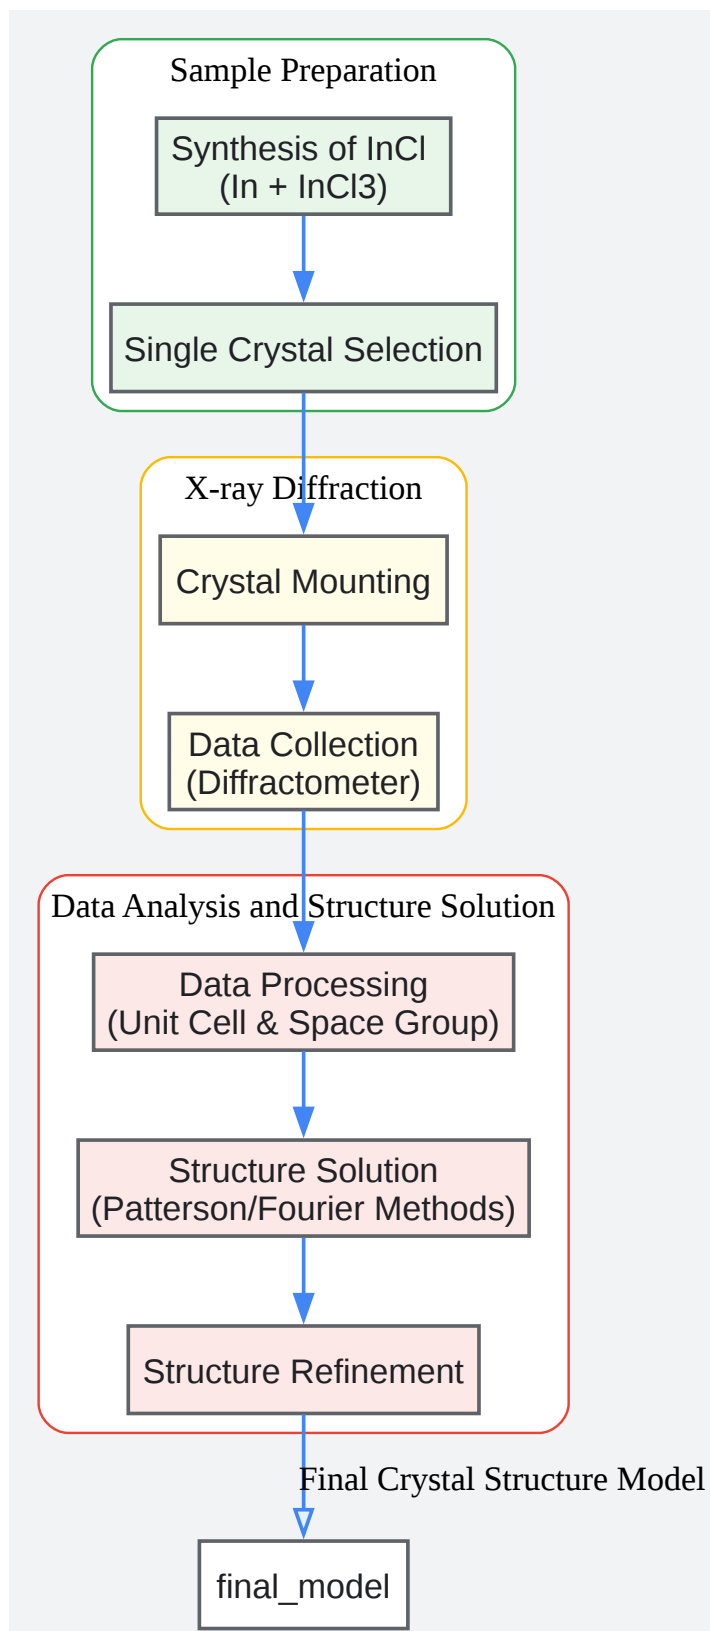 Sample Preparation
Synthesis of InCl
(In + InCl3)
Single Crystal Selection
X-ray Diffraction
Crystal Mounting
Data Collection
(Diffractometer)
Data Analysis and Structure Solution
Data Processing
(Unit Cell & Space Group)
Structure Solution
(Patterson/Fourier Methods)
Structure Refinement
Final Crystal Structure Model
final_model